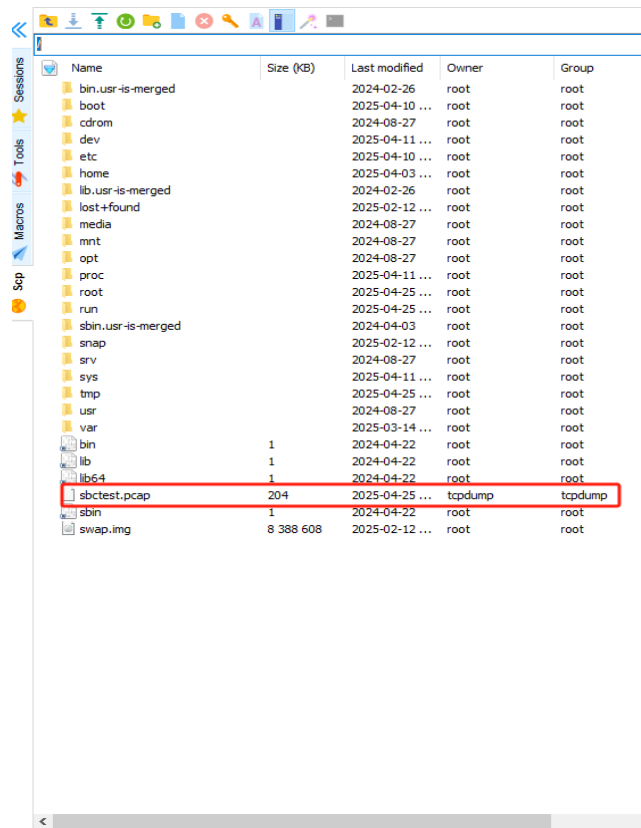 /
Name Size (KB) Last modified Owner Group
bin.usr-is-merged 2024-02-26 root root
boot 2025-04-10 ... root root
cdrom 2024-08-27 root root
dev 2025-04-11 ... root root
etc 2025-04-10 ... root root
home 2025-04-03 ... root root
lib.usr-is-merged 2024-02-26 root root
lost+found 2025-02-12 ... root root
media 2024-08-27 root root
mnt 2024-08-27 root root
opt 2024-08-27 root root
proc 2025-04-11 ... root root
root 2025-04-25 ... root root
run 2025-04-25 ... root root
sbin.usr-is-merged 2024-04-03 root root
snap 2025-02-12 ... root root
srv 2024-08-27 root root
sys 2025-04-11 ... root root
tmp 2025-04-25 ... root root
usr 2024-08-27 root root
var 2025-03-14 ... root root
bin 1 2024-04-22 root root
lib 1 2024-04-22 root root
lib64 1 2024-04-22 root root
sbctest.pcap 204 2025-04-25 ... tcpdump tcpdump
sbin 1 2024-04-22 root root
swap.img 8 388 608 2025-02-12 ... root root
Sessions
Tools
Macros
Scp